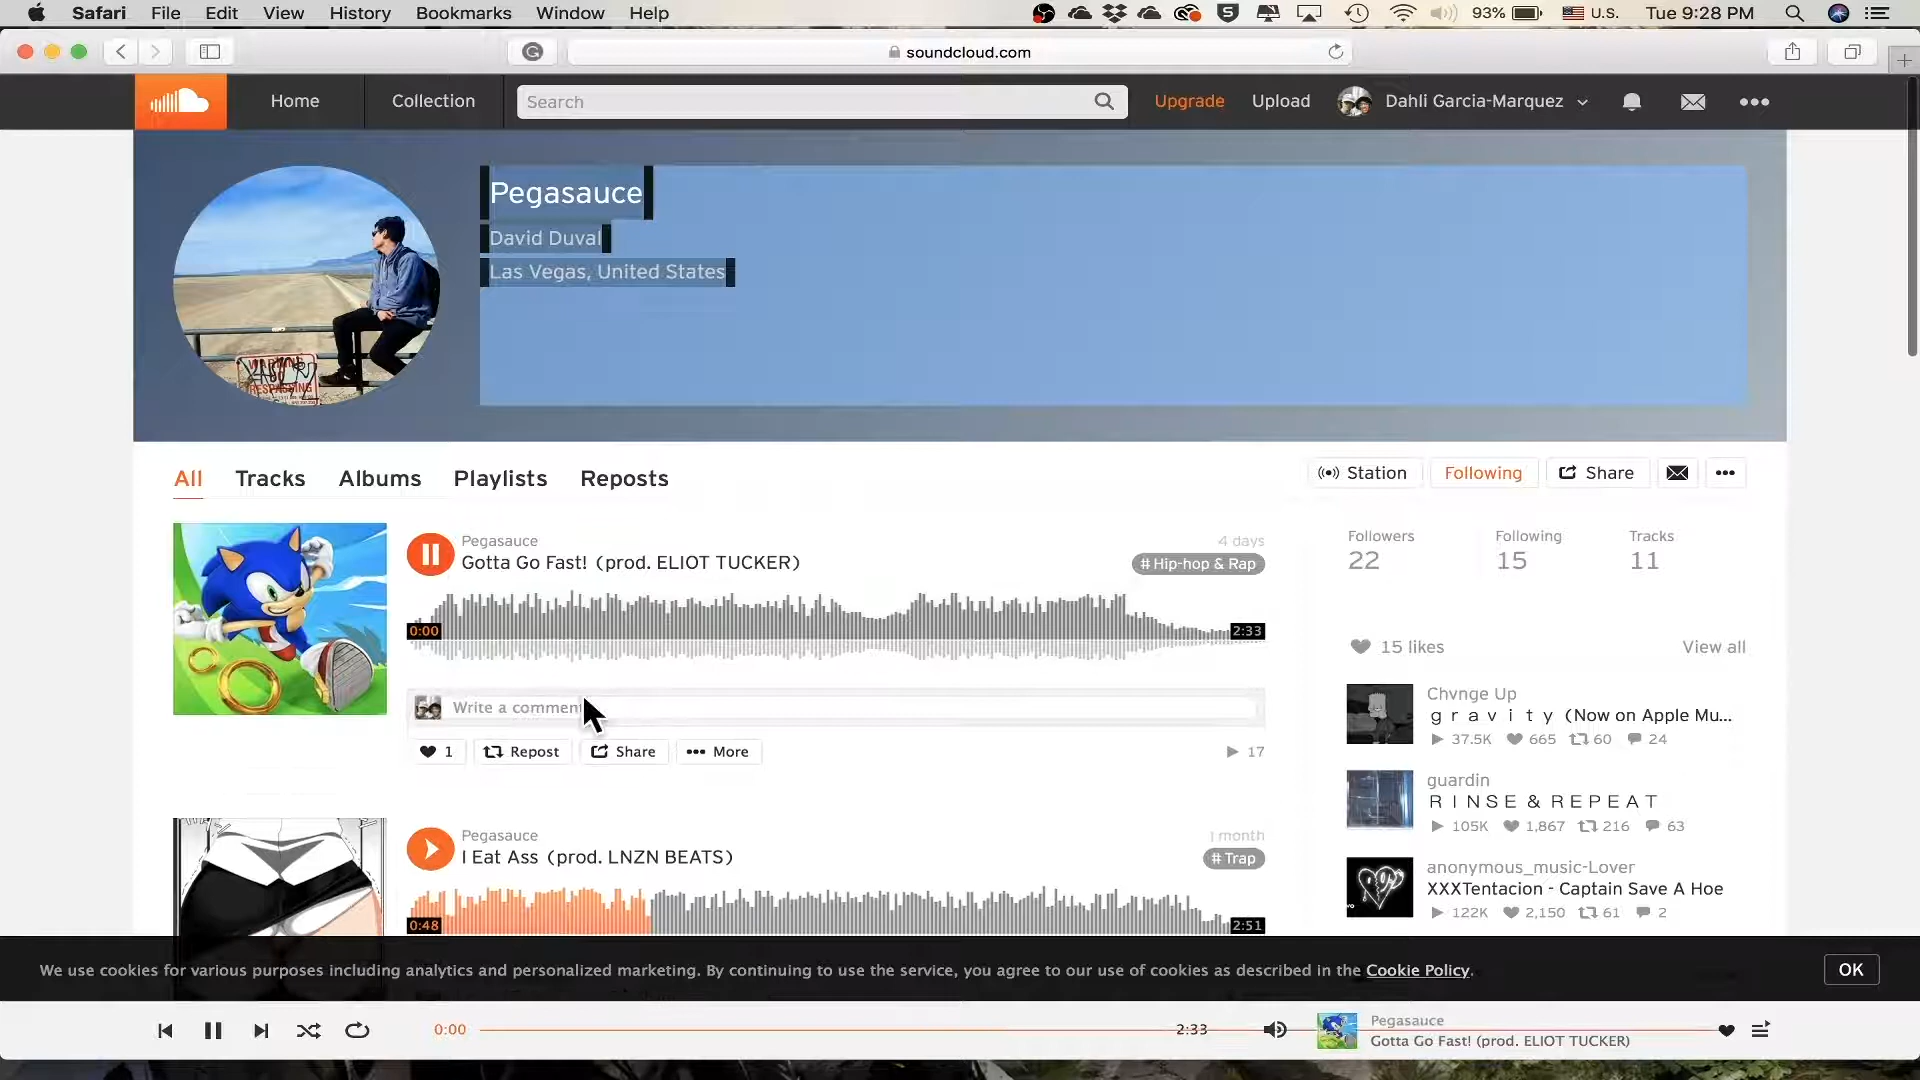 Safari File Edit View History Bookmarks Window Help 93% U.S. Tue 9:28 PM
soundcloud.com
Home Collection Search Upgrade Upload Dahli Garcia-Marquez
Pegasauce
David Duval
Las Vegas, United States
All Tracks Albums Playlists Reposts Station Following Share
Pegasauce 4 days
Gotta Go Fast! (prod. ELIOT TUCKER) # Hip-hop & Rap
0:00 2:33
Write a comment
1 Repost Share More 17
Pegasauce 1 month
I Eat Ass (prod. LNZN BEATS) # Trap
0:48 2:51
Followers Following Tracks
22 15 11
15 likes View all
Chvnge Up
g r a v i t y (Now on Apple Mu...
37.5K 665 60 24
guardin
R I N S E & R E P E A T
105K 1,867 216 63
anonymous_music-Lover
XXXTentacion - Captain Save A Hoe
122K 2,150 61 2
We use cookies for various purposes including analytics and personalized marketing. By continuing to use the service, you agree to our use of cookies as described in the Cookie Policy. OK
0:00 2:33
Pegasauce
Gotta Go Fast! (prod. ELIOT TUCKER)